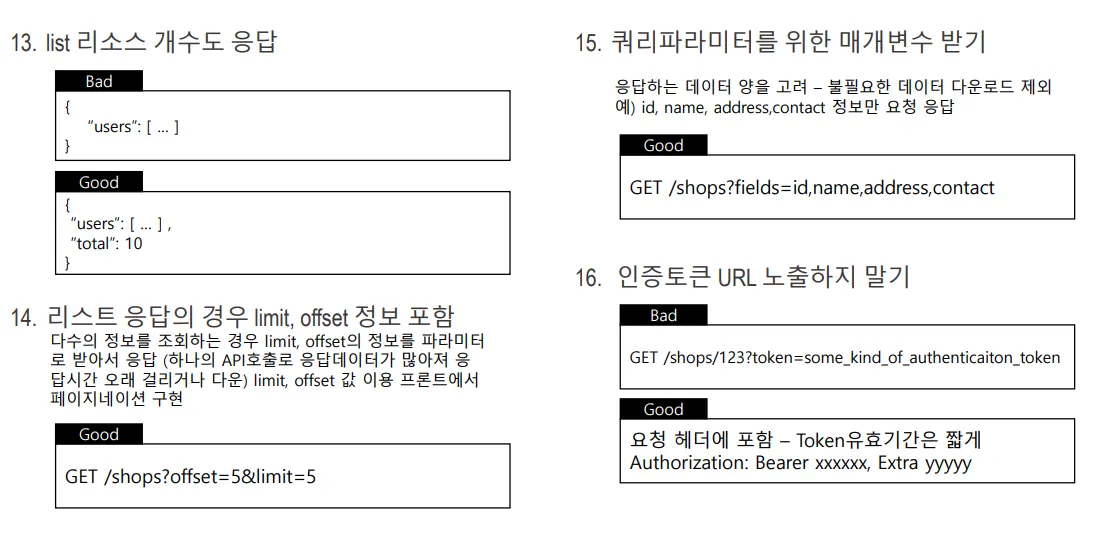 13. list 리소스 개수도 응답
Bad
{
"users": [ ... ]
}
Good
{
"users": [ ... ] ,
"total": 10
}
14. 리스트 응답의 경우 limit, offset 정보 포함
다수의 정보를 조회하는 경우 limit, offset의 정보를 파라미터
로 받아서 응답 (하나의 API호출로 응답데이터가 많아져 응
답시간 오래 걸리거나 다운) limit, offset 값 이용 프론트에서
페이지네이션 구현
Good
GET /shops?offset=5&limit=5
15. 쿼리파라미터를 위한 매개변수 받기
응답하는 데이터 양을 고려 – 불필요한 데이터 다운로드 제외
예) id, name, address,contact 정보만 요청 응답
Good
GET /shops?fields=id,name,address,contact
16. 인증토큰 URL 노출하지 말기
Bad
GET /shops/123?token=some_kind_of_authenticaiton_token
Good
요청 헤더에 포함 – Token유효기간은 짧게
Authorization: Bearer xxxxxx, Extra yyyyy